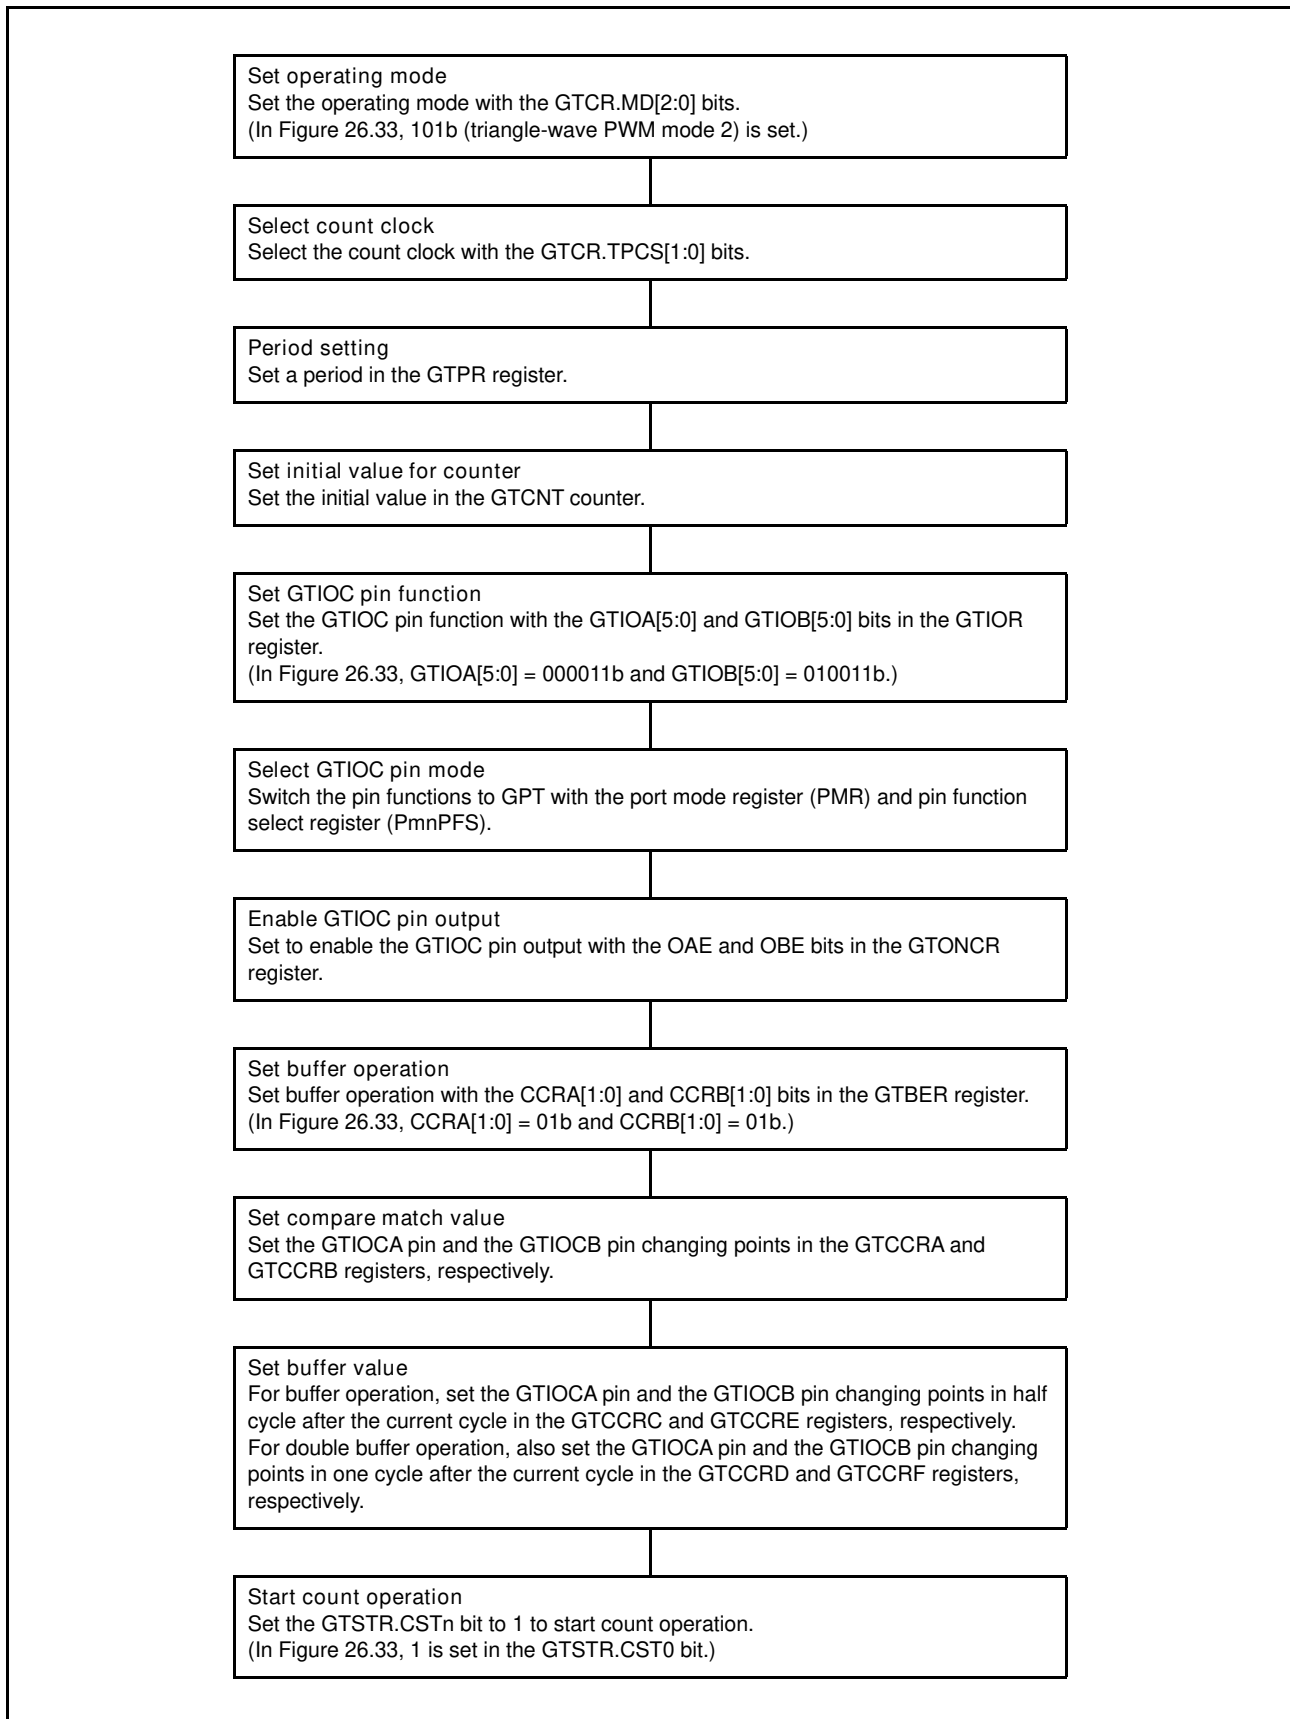 Set operating mode
Set the operating mode with the GTCR.MD[2:0] bits.
(In Figure 26.33, 101b (triangle-wave PWM mode 2) is set.)
Select count clock
Select the count clock with the GTCR.TPCS[1:0] bits.
Period setting
Set a period in the GTPR register.
Set initial value for counter
Set the initial value in the GTCNT counter.
Set GTIOC pin function
Set the GTIOC pin function with the GTIOA[5:0] and GTIOB[5:0] bits in the GTIOR
register.
(In Figure 26.33, GTIOA[5:0] = 000011b and GTIOB[5:0] = 010011b.)
Select GTIOC pin mode
Switch the pin functions to GPT with the port mode register (PMR) and pin function
select register (PmnPFS).
Enable GTIOC pin output
Set to enable the GTIOC pin output with the OAE and OBE bits in the GTONCR
register.
Set buffer operation
Set buffer operation with the CCRA[1:0] and CCRB[1:0] bits in the GTBER register.
(In Figure 26.33, CCRA[1:0] = 01b and CCRB[1:0] = 01b.)
Set compare match value
Set the GTIOCA pin and the GTIOCB pin changing points in the GTCCRA and
GTCCRB registers, respectively.
Set buffer value
For buffer operation, set the GTIOCA pin and the GTIOCB pin changing points in half
cycle after the current cycle in the GTCCRC and GTCCRE registers, respectively.
For double buffer operation, also set the GTIOCA pin and the GTIOCB pin changing
points in one cycle after the current cycle in the GTCCRD and GTCCRF registers,
respectively.
Start count operation
Set the GTSTR.CSTn bit to 1 to start count operation.
(In Figure 26.33, 1 is set in the GTSTR.CST0 bit.)